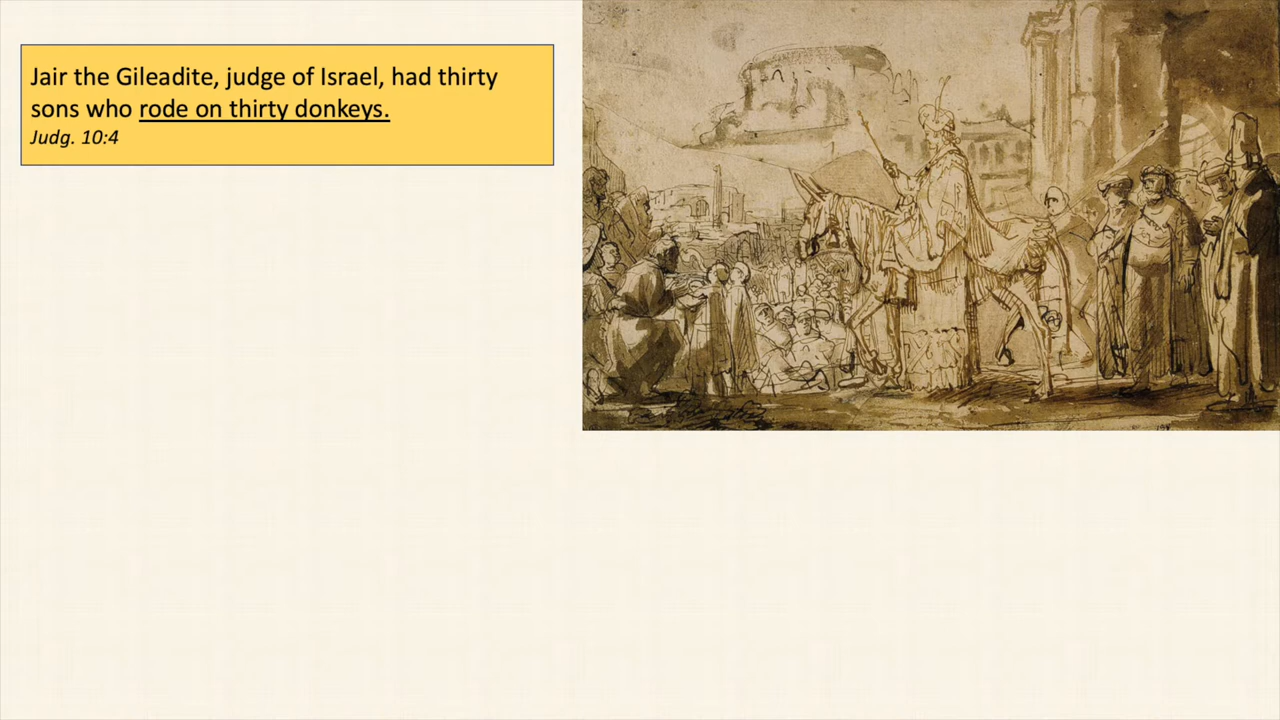 Jair the Gileadite, judge of Israel, had thirty
sons who rode on thirty donkeys.
Judg. 10:4